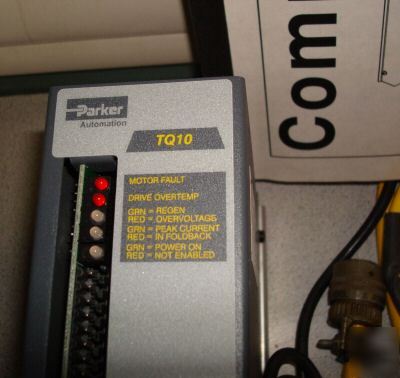 Parker
Automation
TQ10
MOTOR FAULT
DRIVE OVERTEMP
GRN = REGEN
RED = OVERVOLTAGE
GRN = PEAK CURRENT
RED = IN FOLDBACK
GRN = POWER ON
RED = NOT ENABLED